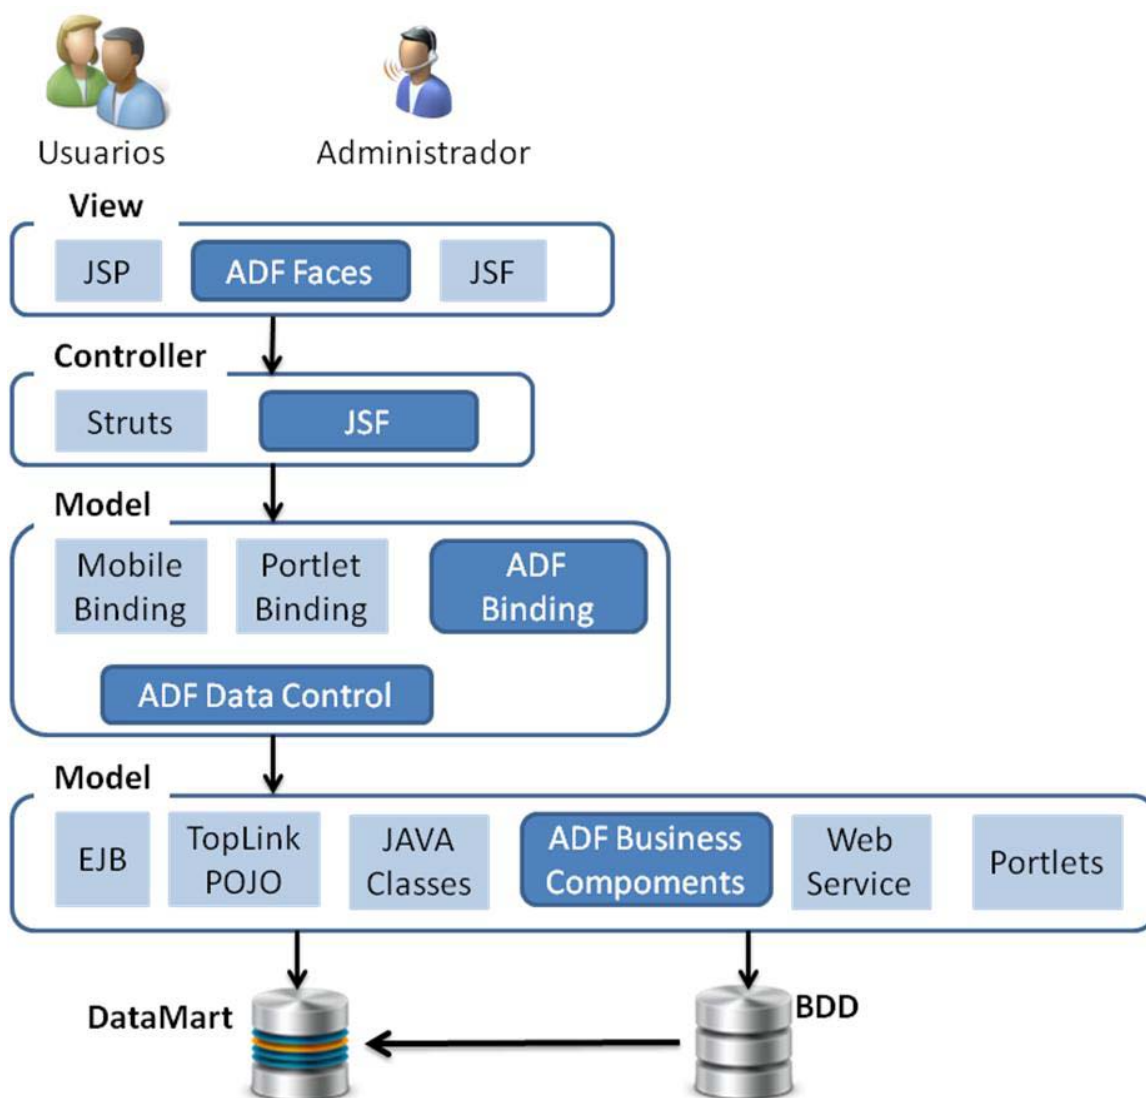 Usuarios
Administrador
View
JSP
ADF Faces
JSF
Controller
Struts
JSF
Model
Mobile
Binding
Portlet
Binding
ADF
Binding
ADF Data Control
Model
EJB
TopLink
POJO
JAVA
Classes
ADF Business
Compoments
Web
Service
Portlets
DataMart
BDD